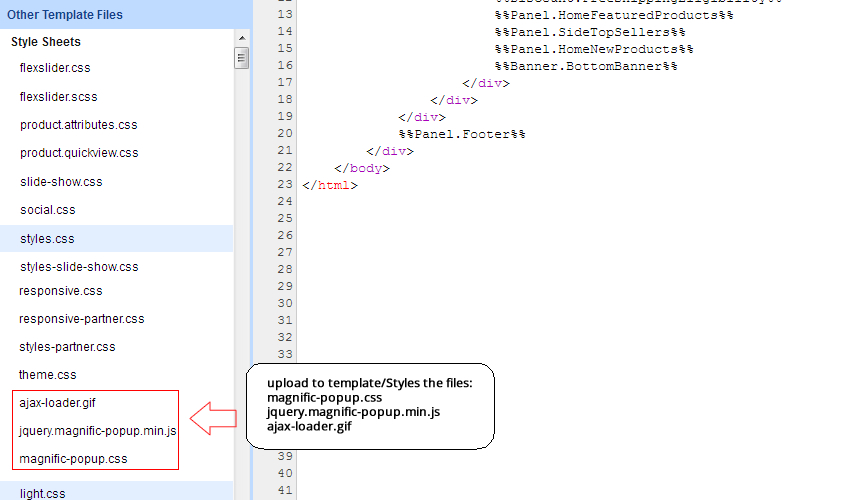 Other Template Files
Style Sheets
flexslider.css
flexslider.scss
product.attributes.css
product.quickview.css
slide-show.css
social.css
styles.css
styles-slide-show.css
responsive.css
responsive-partner.css
styles-partner.css
theme.css
ajax-loader.gif
jquery.magnific-popup.min.js
magnific-popup.css
light.css
13 %%Panel.HomeFeaturedProducts%%
14 %%Panel.SideTopSellers%%
15 %%Panel.HomeNewProducts%%
16 %%Banner.BottomBanner%%
17 </div>
18 </div>
19 </div>
20 %%Panel.Footer%%
21 </div>
22 </body>
23 </html>
24
25
26
27
28
29
30
31
32
33
upload to template/Styles the files:
magnific-popup.css
jquery.magnific-popup.min.js
ajax-loader.gif
39
40
41